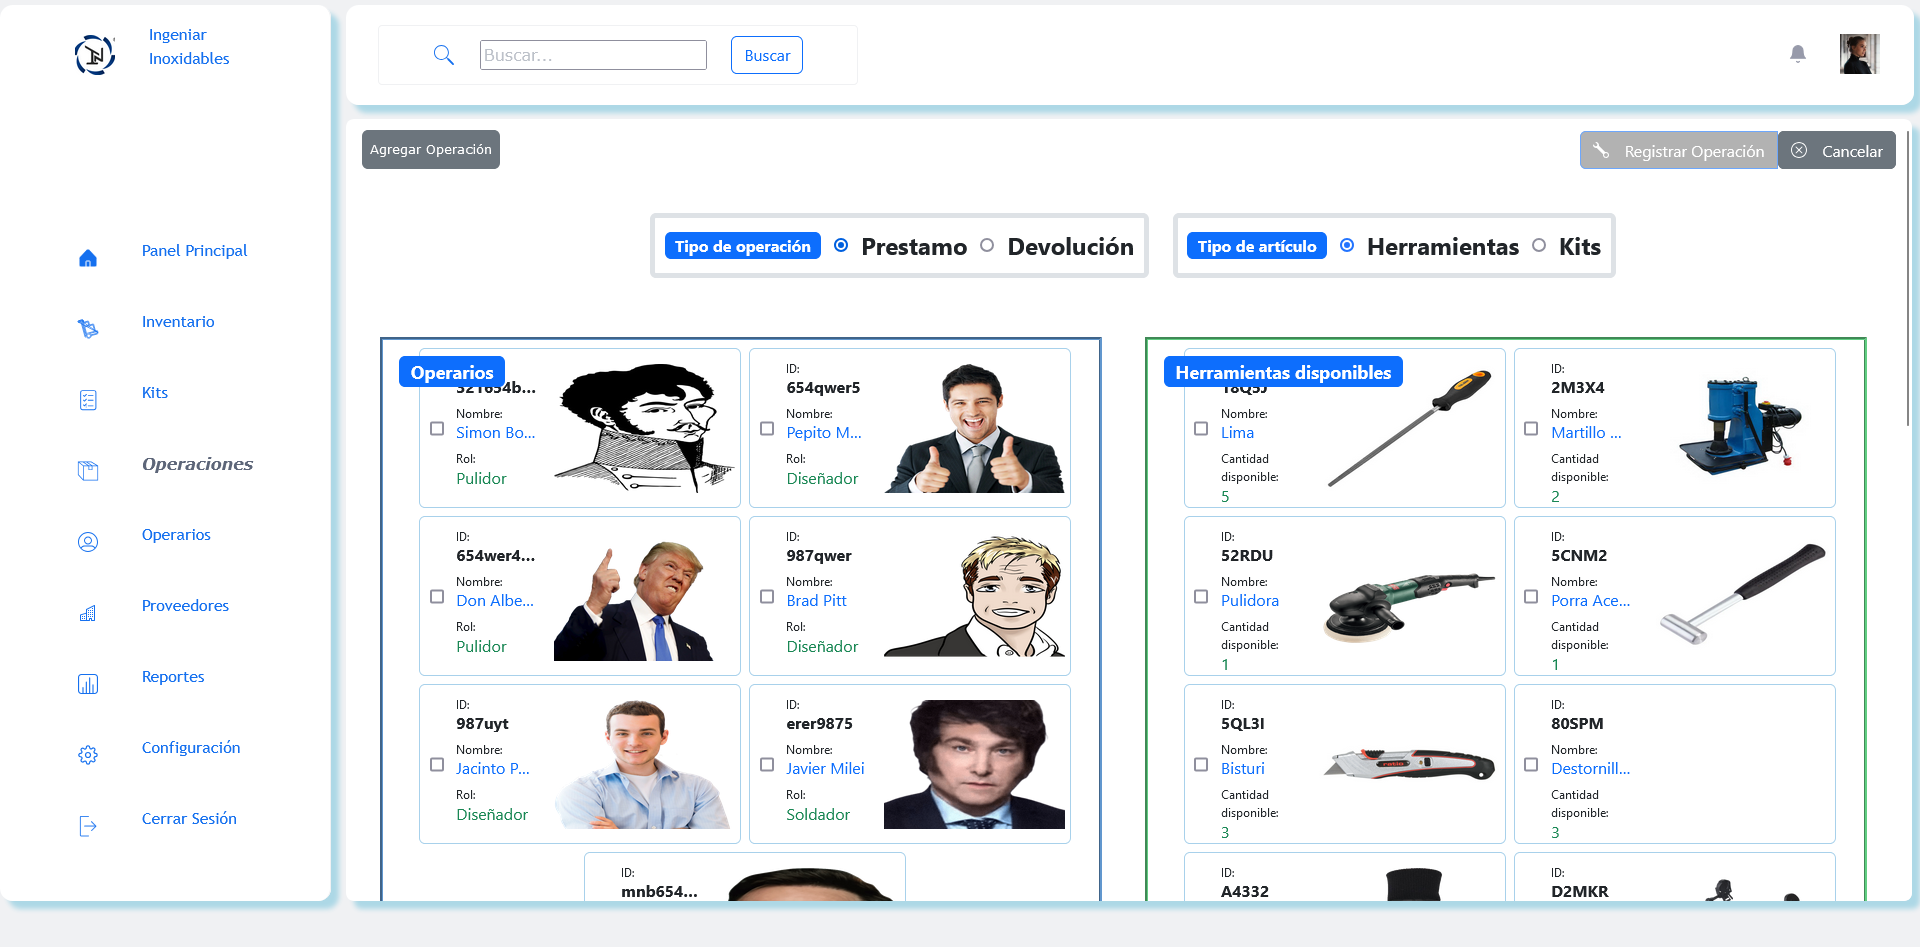 Ingeniar
Inoxidables
Buscar...
Buscar
Agregar Operación
Registrar Operación
Cancelar
Panel Principal
Inventario
Kits
Operaciones
Operarios
Proveedores
Reportes
Configuración
Cerrar Sesión
Tipo de operación
Prestamo
Devolución
Tipo de artículo
Herramientas
Kits
Operarios
Nombre:
Simon Bo...
Rol:
Pulidor
ID:
654qwer5
Nombre:
Pepito M...
Rol:
Diseñador
ID:
654wer4...
Nombre:
Don Albe...
Rol:
Pulidor
ID:
987qwer
Nombre:
Brad Pitt
Rol:
Diseñador
ID:
987uyt
Nombre:
Jacinto P...
Rol:
Diseñador
ID:
erer9875
Nombre:
Javier Milei
Rol:
Soldador
ID:
mnb654...
Herramientas disponibles
Nombre:
Lima
Cantidad
disponible:
5
ID:
2M3X4
Nombre:
Martillo ...
Cantidad
disponible:
2
ID:
52RDU
Nombre:
Pulidora
Cantidad
disponible:
1
ID:
5CNM2
Nombre:
Porra Ace...
Cantidad
disponible:
1
ID:
5QL3I
Nombre:
Bisturi
Cantidad
disponible:
3
ID:
80SPM
Nombre:
Destornill...
Cantidad
disponible:
3
ID:
A4332
ID:
D2MKR